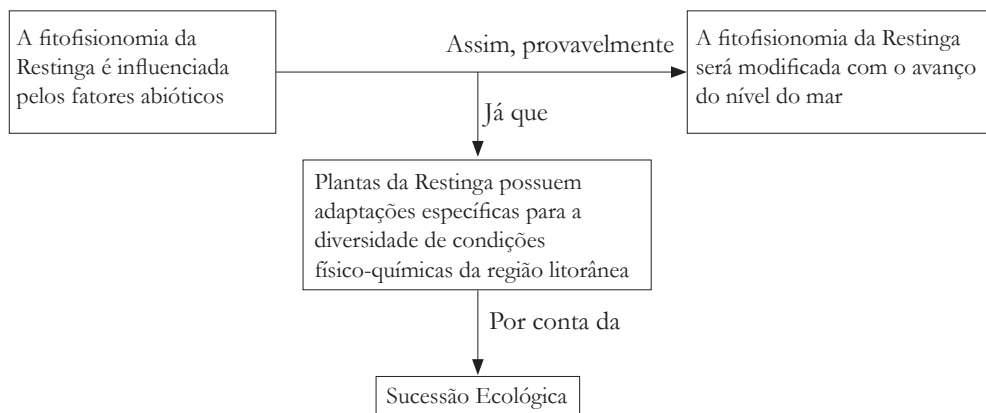 A fitofisionomia da
Restinga é influenciada
pelos fatores abióticos
Assim, provavelmente
A fitofisionomia da Restinga
será modificada com o avanço
do nível do mar
Já que
Plantas da Restinga possuem
adaptações específicas para a
diversidade de condições
físico-químicas da região litorânea
Por conta da
Sucessão Ecológica